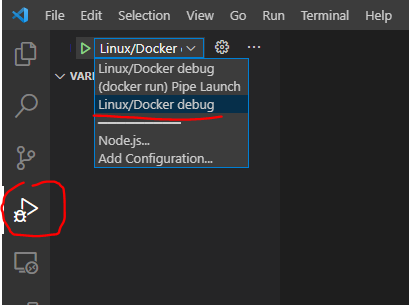 File Edit Selection View Go Run Terminal Help
Linux/Docker
VARI
Linux/Docker debug
(docker run) Pipe Launch
Linux/Docker debug
Node.js...
Add Configuration...